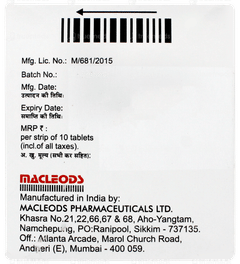 Mfg. Lic. No.: M/681/2015
Batch No.:
Mfg. Date:
उत्पादन की तिथि:
Expiry Date:
समाप्ति की तिथि:
MRP ₹ :
per strip of 10 tablets
(incl.of all taxes).
अ. खु. मूल्य (सभी कर सहित):
MACLEODS
Manufactured in India by:
MACLEODS PHARMACEUTICALS LTD.
Khasra No.21,22,66,67 & 68, Aho-Yangtam,
Namchepung, PO:Ranipool, Sikkim - 737135.
Off.: Atlanta Arcade, Marol Church Road,
Andheri (E), Mumbai - 400 059.